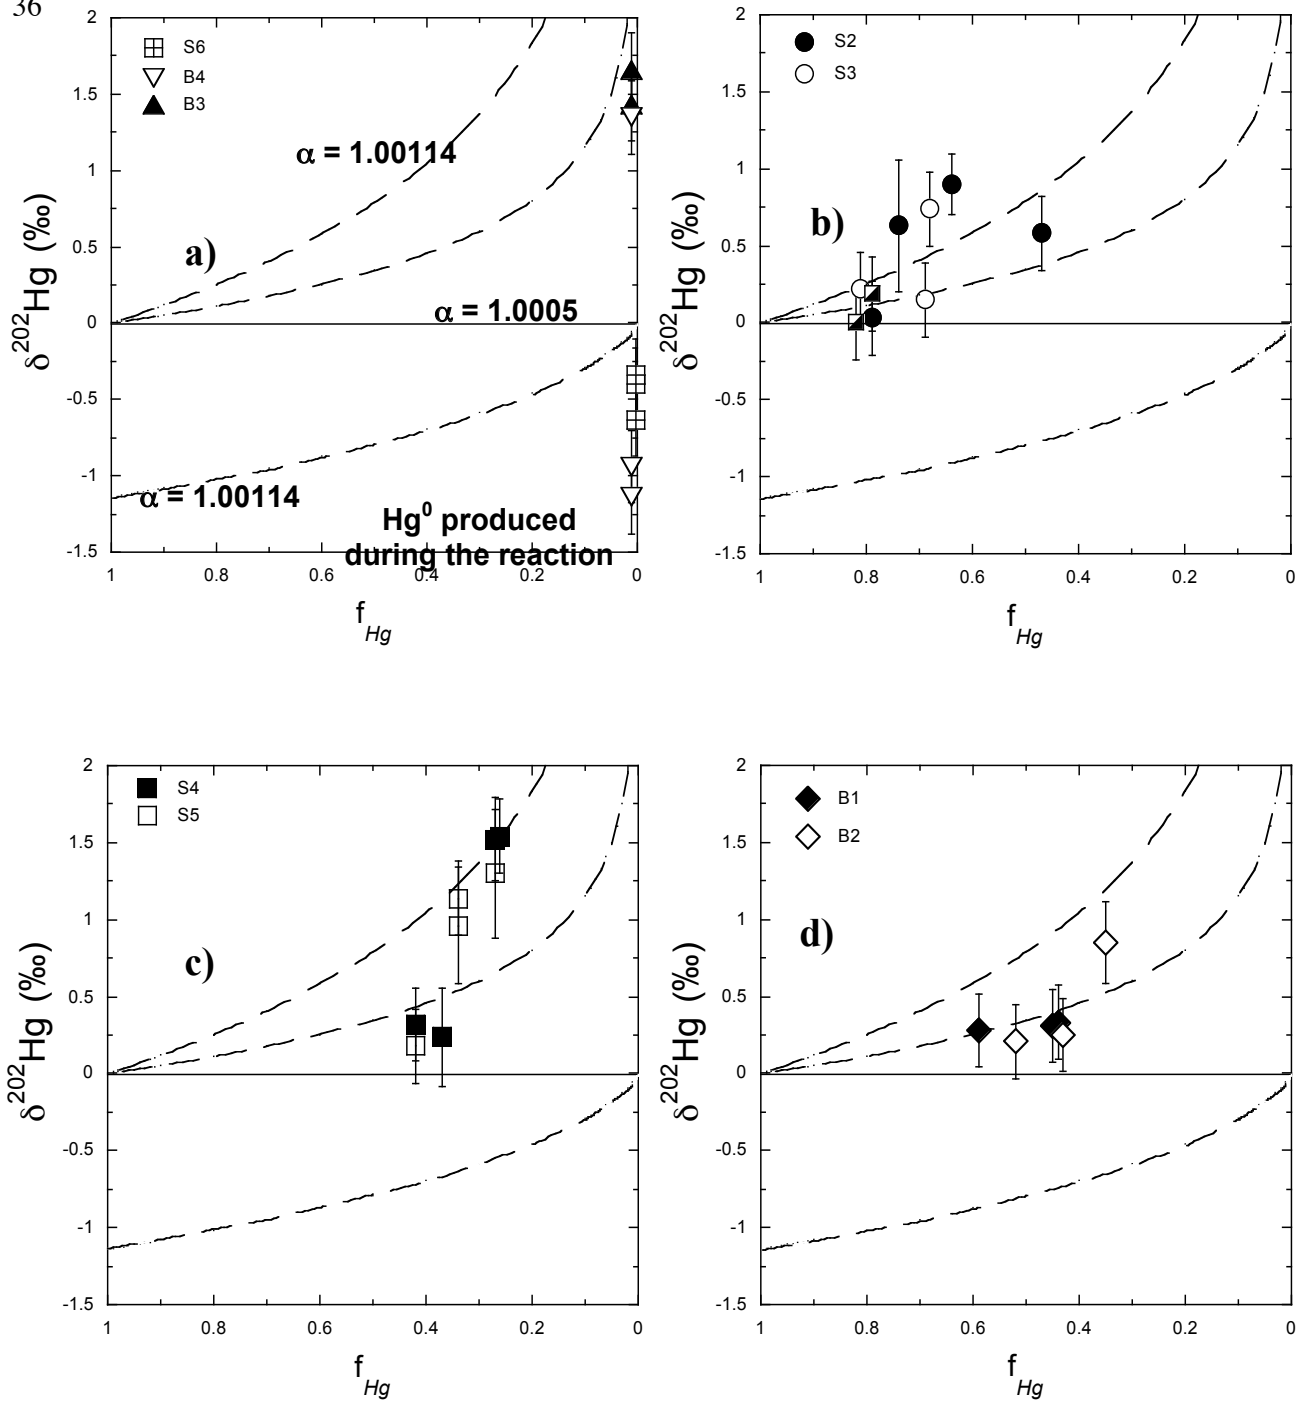 36
2
1.5
1
0.5
0
-0.5
-1
-1.5
S6
B4
B3
α = 1.00114
a)
α = 1.0005
α = 1.00114
Hg⁰ produced
during the reaction
1 0.8 0.6 0.4 0.2 0
f_Hg
δ²⁰²Hg (‰)
2
1.5
1
0.5
0
-0.5
-1
-1.5
S2
S3
b)
1 0.8 0.6 0.4 0.2 0
f_Hg
δ²⁰²Hg (‰)
2
1.5
1
0.5
0
-0.5
-1
-1.5
S4
S5
c)
1 0.8 0.6 0.4 0.2 0
f_Hg
δ²⁰²Hg (‰)
2
1.5
1
0.5
0
-0.5
-1
-1.5
B1
B2
d)
1 0.8 0.6 0.4 0.2 0
f_Hg
δ²⁰²Hg (‰)